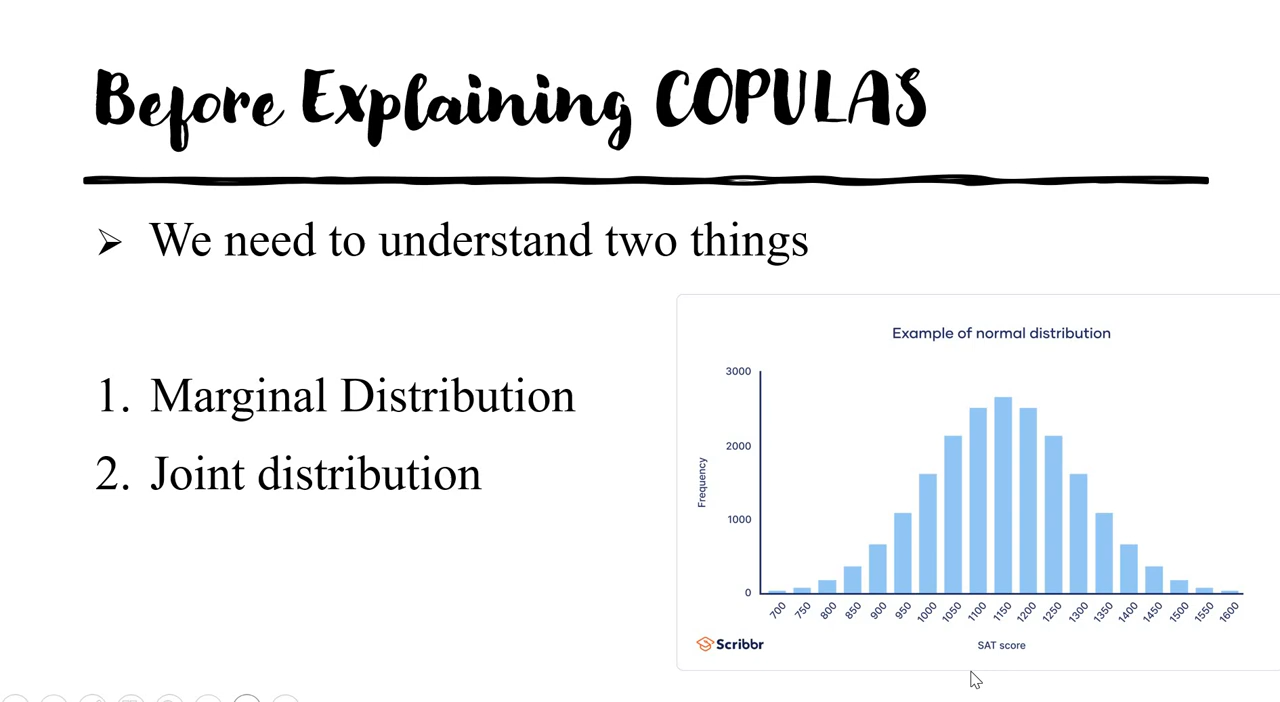 Before Explaining COPULAS
➢ We need to understand two things
1. Marginal Distribution
2. Joint distribution
Example of normal distribution
3000
2000
1000
0
Frequency
700 750 800 850 900 950 1000 1050 1100 1150 1200 1250 1300 1350 1400 1450 1500 1550 1600
SAT score
Scribbr